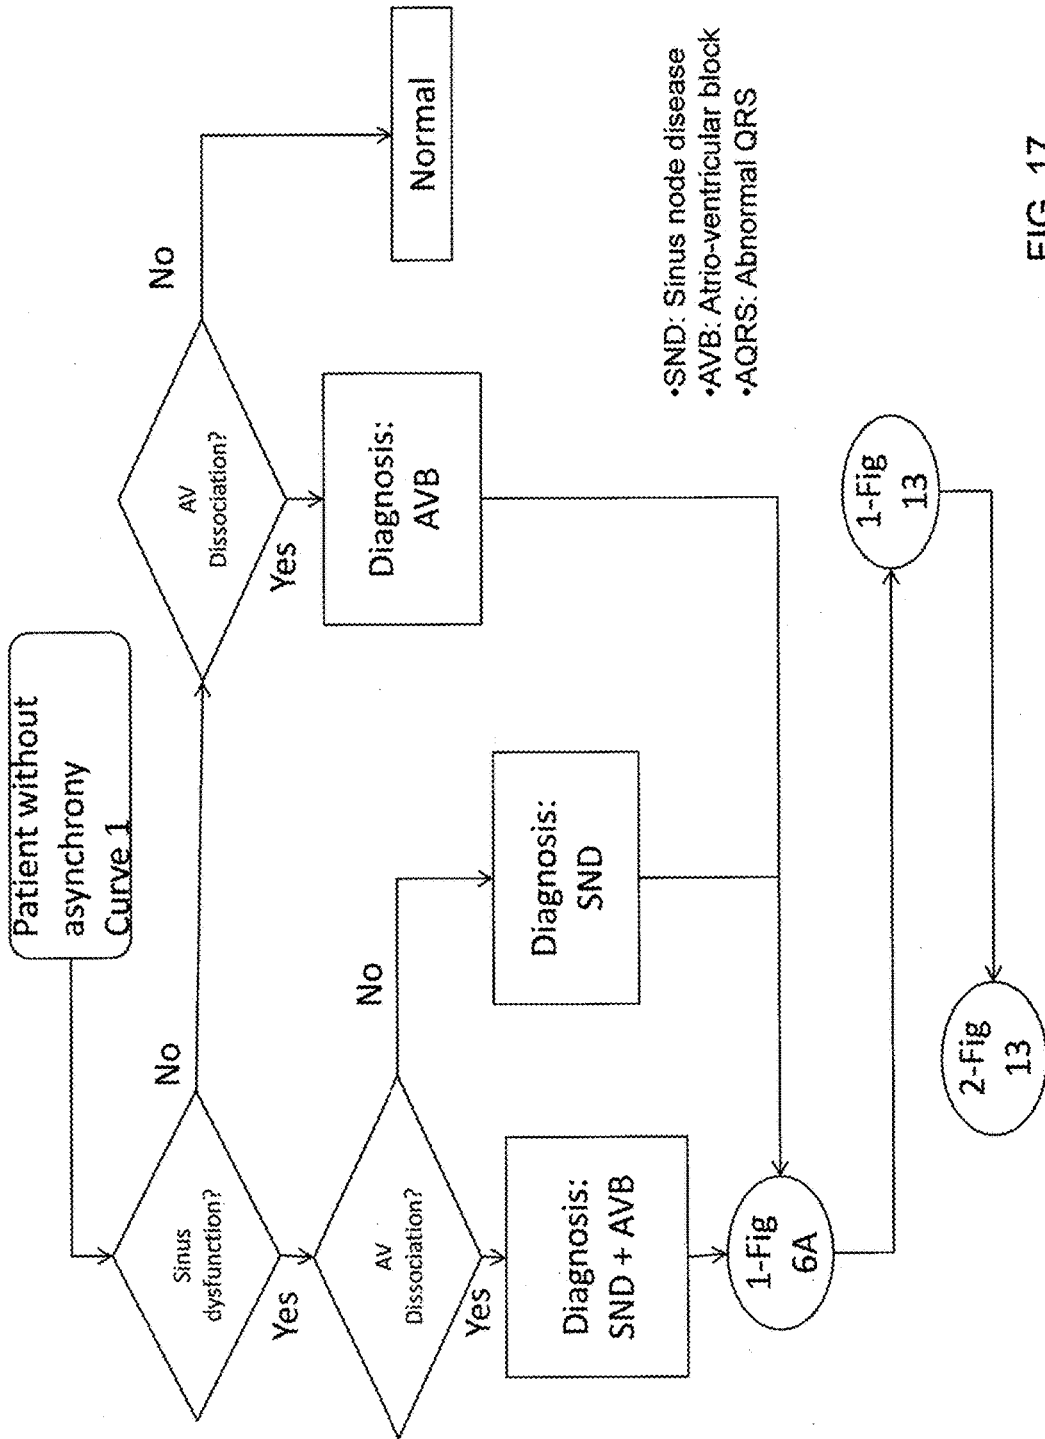 Patient without
asynchrony
Curve 1
Sinus
dysfunction?
No
Yes
AV
Dissociation?
No
Yes
AV
Dissociation?
No
Yes
Normal
Diagnosis:
AVB
Diagnosis:
SND
Diagnosis:
SND + AVB
1-Fig
6A
1-Fig
13
2-Fig
13
•SND: Sinus node disease
•AVB: Atrio-ventricular block
•AQRS: Abnormal QRS
FIG. 17